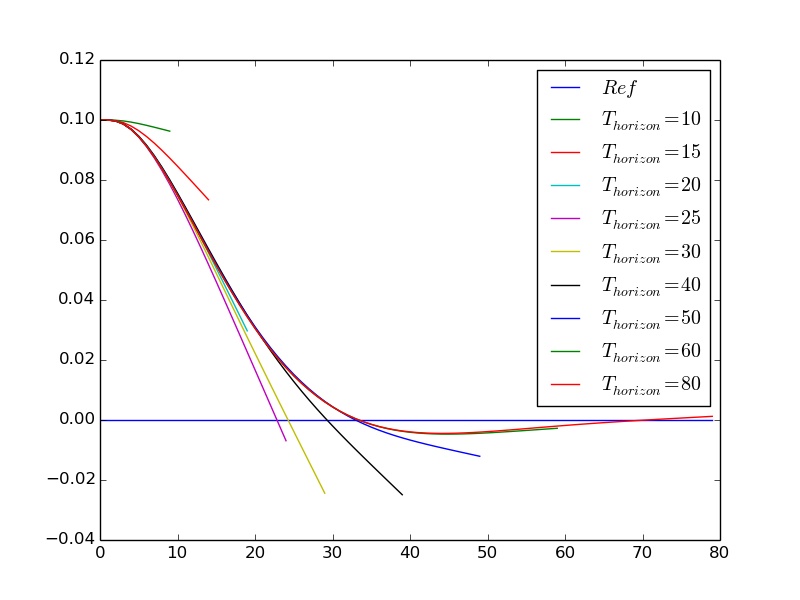 0.12
0.10
0.08
0.06
0.04
0.02
0.00
−0.02
−0.04
0 10 20 30 40 50 60 70 80
Ref
T_horizon=10
T_horizon=15
T_horizon=20
T_horizon=25
T_horizon=30
T_horizon=40
T_horizon=50
T_horizon=60
T_horizon=80